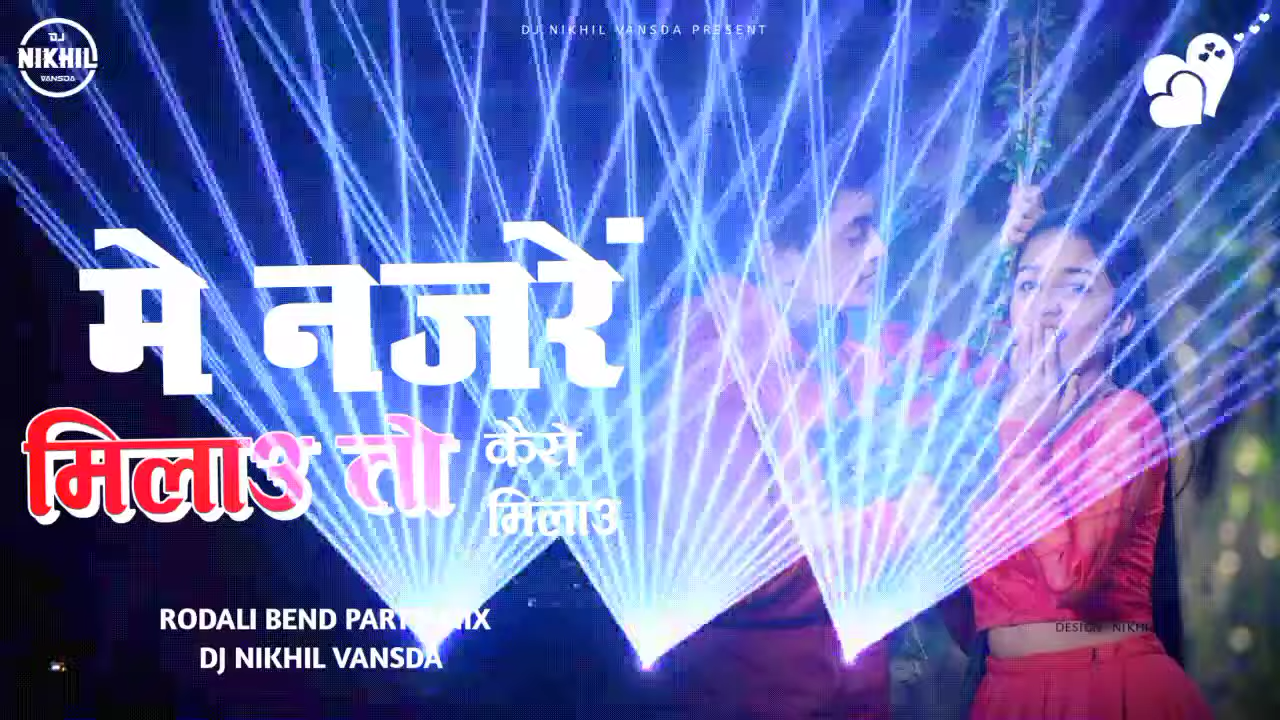 DJ NIKHIL VANSDA PRESENT
DJ
NIKHIL
VANSDA
मे नजरें
मिलाउ तो
कैसे
मिलाउ
RODALI BEND PARTY MIX
DJ NIKHIL VANSDA
DESIGN NIKHIL